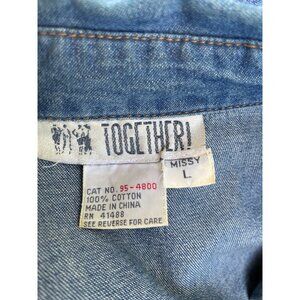 TOGETHER!
MISSY
L
CAT NO. 95-4800
100% COTTON
MADE IN CHINA
RN 41488
SEE REVERSE FOR CARE